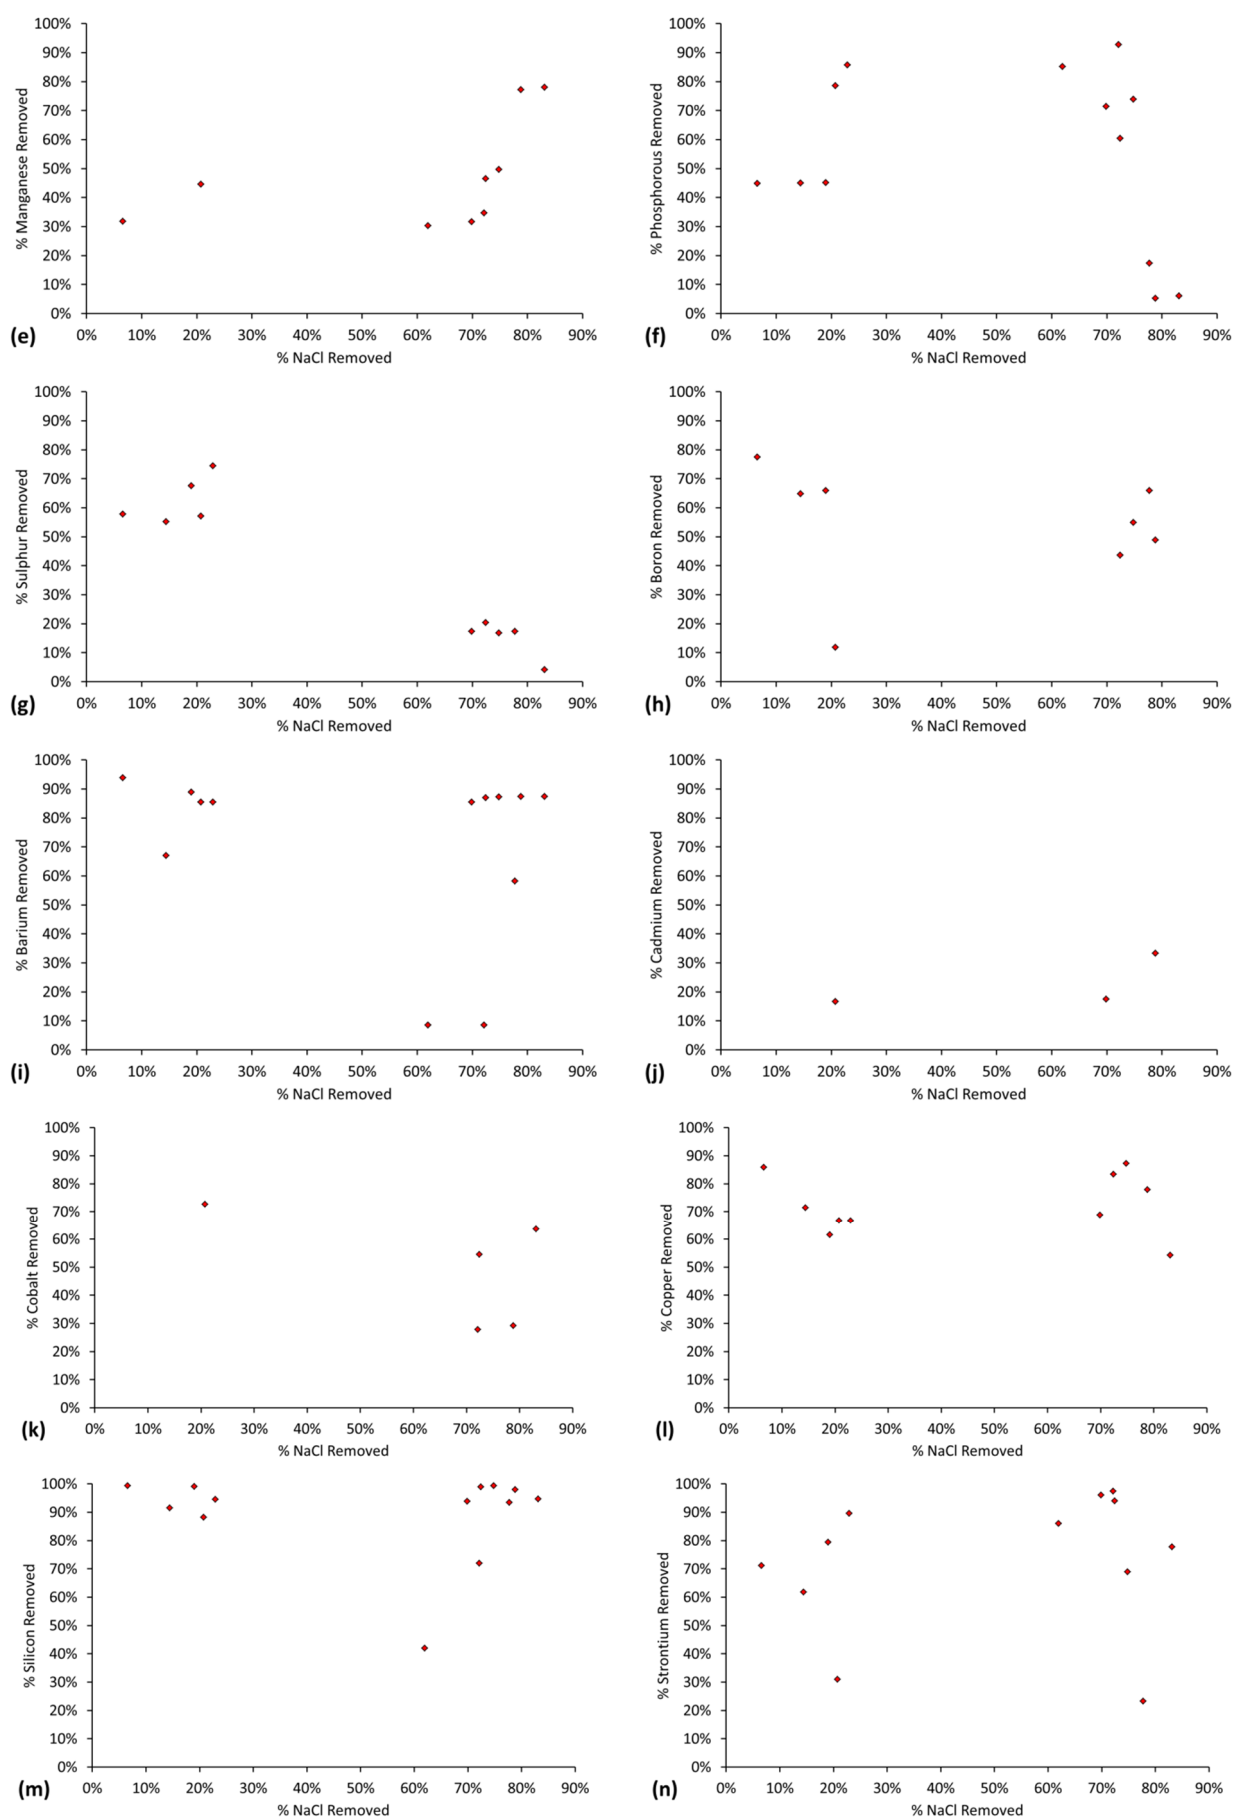 100%
90%
80%
70%
60%
50%
40%
30%
20%
10%
0%
% Manganese Removed
0% 10% 20% 30% 40% 50% 60% 70% 80% 90%
% NaCl Removed
(e)
100%
90%
80%
70%
60%
50%
40%
30%
20%
10%
0%
% Phosphorous Removed
0% 10% 20% 30% 40% 50% 60% 70% 80% 90%
% NaCl Removed
(f)
100%
90%
80%
70%
60%
50%
40%
30%
20%
10%
0%
% Sulphur Removed
0% 10% 20% 30% 40% 50% 60% 70% 80% 90%
% NaCl Removed
(g)
100%
90%
80%
70%
60%
50%
40%
30%
20%
10%
0%
% Boron Removed
0% 10% 20% 30% 40% 50% 60% 70% 80% 90%
% NaCl Removed
(h)
100%
90%
80%
70%
60%
50%
40%
30%
20%
10%
0%
% Barium Removed
0% 10% 20% 30% 40% 50% 60% 70% 80% 90%
% NaCl Removed
(i)
100%
90%
80%
70%
60%
50%
40%
30%
20%
10%
0%
% Cadmium Removed
0% 10% 20% 30% 40% 50% 60% 70% 80% 90%
% NaCl Removed
(j)
100%
90%
80%
70%
60%
50%
40%
30%
20%
10%
0%
% Cobalt Removed
0% 10% 20% 30% 40% 50% 60% 70% 80% 90%
% NaCl Removed
(k)
100%
90%
80%
70%
60%
50%
40%
30%
20%
10%
0%
% Copper Removed
0% 10% 20% 30% 40% 50% 60% 70% 80% 90%
% NaCl Removed
(l)
100%
90%
80%
70%
60%
50%
40%
30%
20%
10%
0%
% Silicon Removed
0% 10% 20% 30% 40% 50% 60% 70% 80% 90%
% NaCl Removed
(m)
100%
90%
80%
70%
60%
50%
40%
30%
20%
10%
0%
% Strontium Removed
0% 10% 20% 30% 40% 50% 60% 70% 80% 90%
% NaCl Removed
(n)